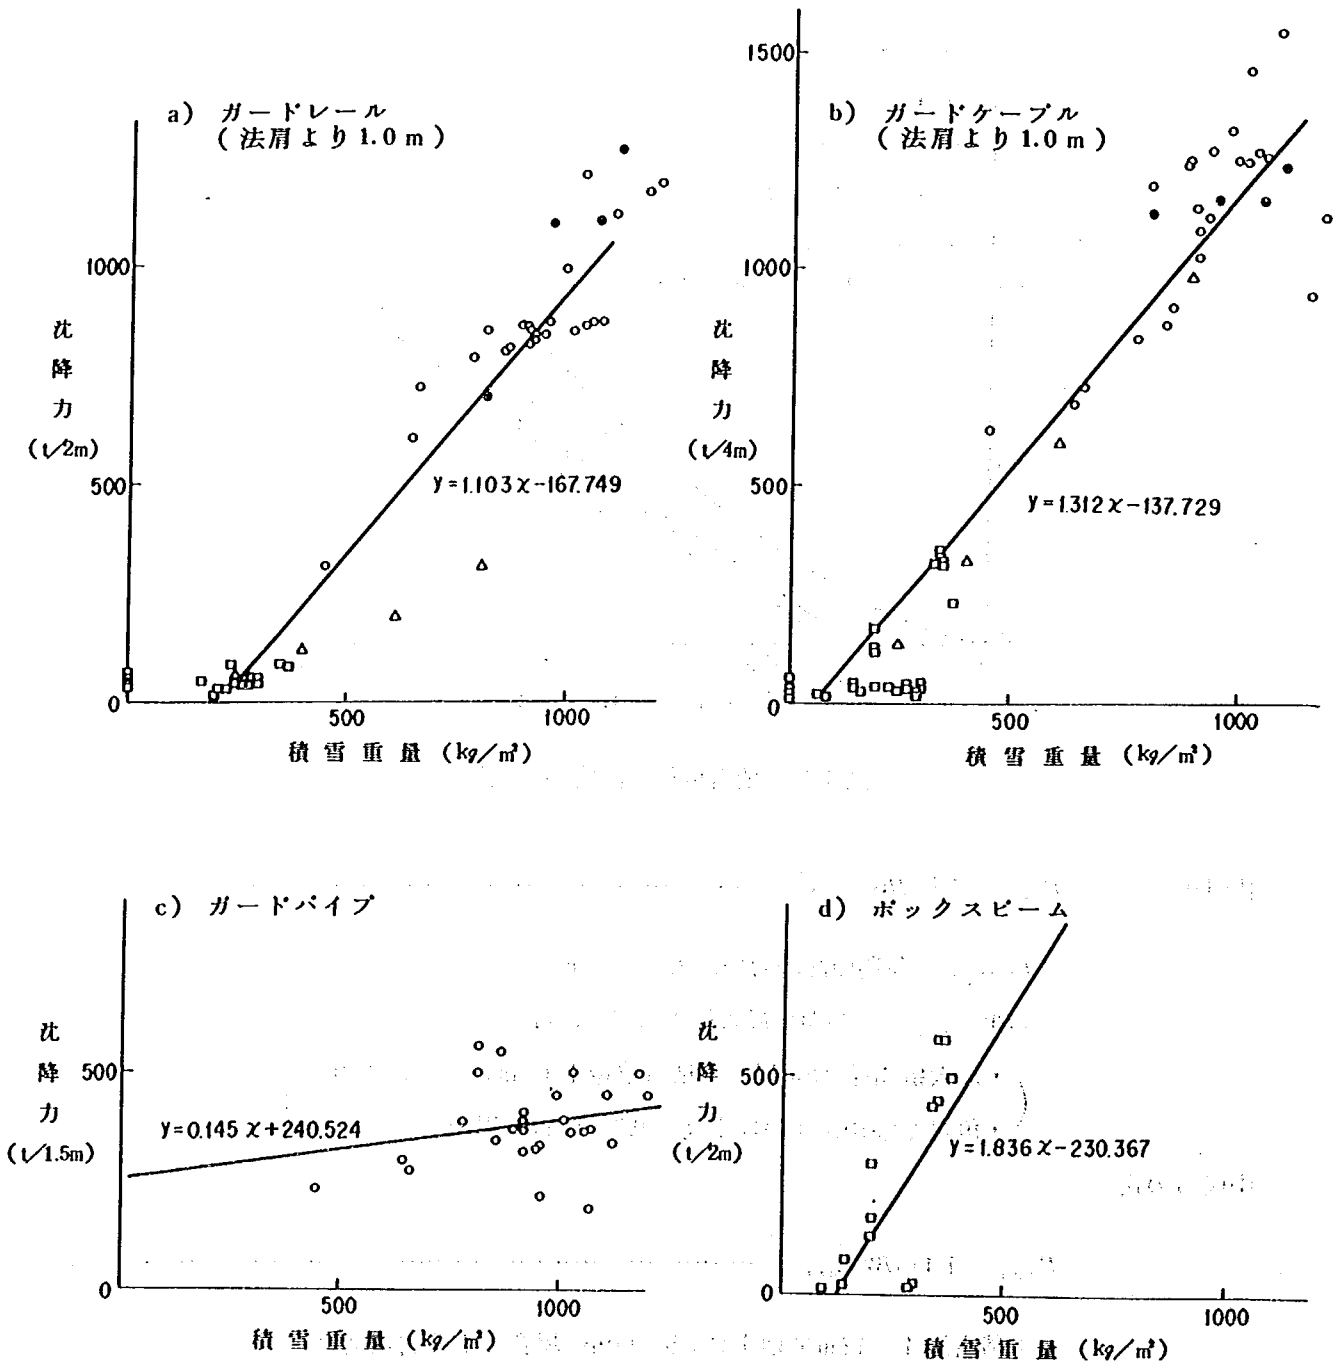 a) ガードレール
(法肩より1.0m)
1000
500
0
沈降力
(t/2m)
y=1.103x-167.749
500
1000
積雪重量 (kg/m²)
b) ガードケーブル
(法肩より1.0m)
1500
1000
500
0
沈降力
(t/4m)
y=1.312x-137.729
500
1000
積雪重量 (kg/m²)
c) ガードパイプ
500
0
沈降力
(t/1.5m)
y=0.145x+240.524
500
1000
積雪重量 (kg/m²)
d) ボックスビーム
500
0
沈降力
(t/2m)
y=1.836x-230.367
500
1000
積雪重量 (kg/m²)